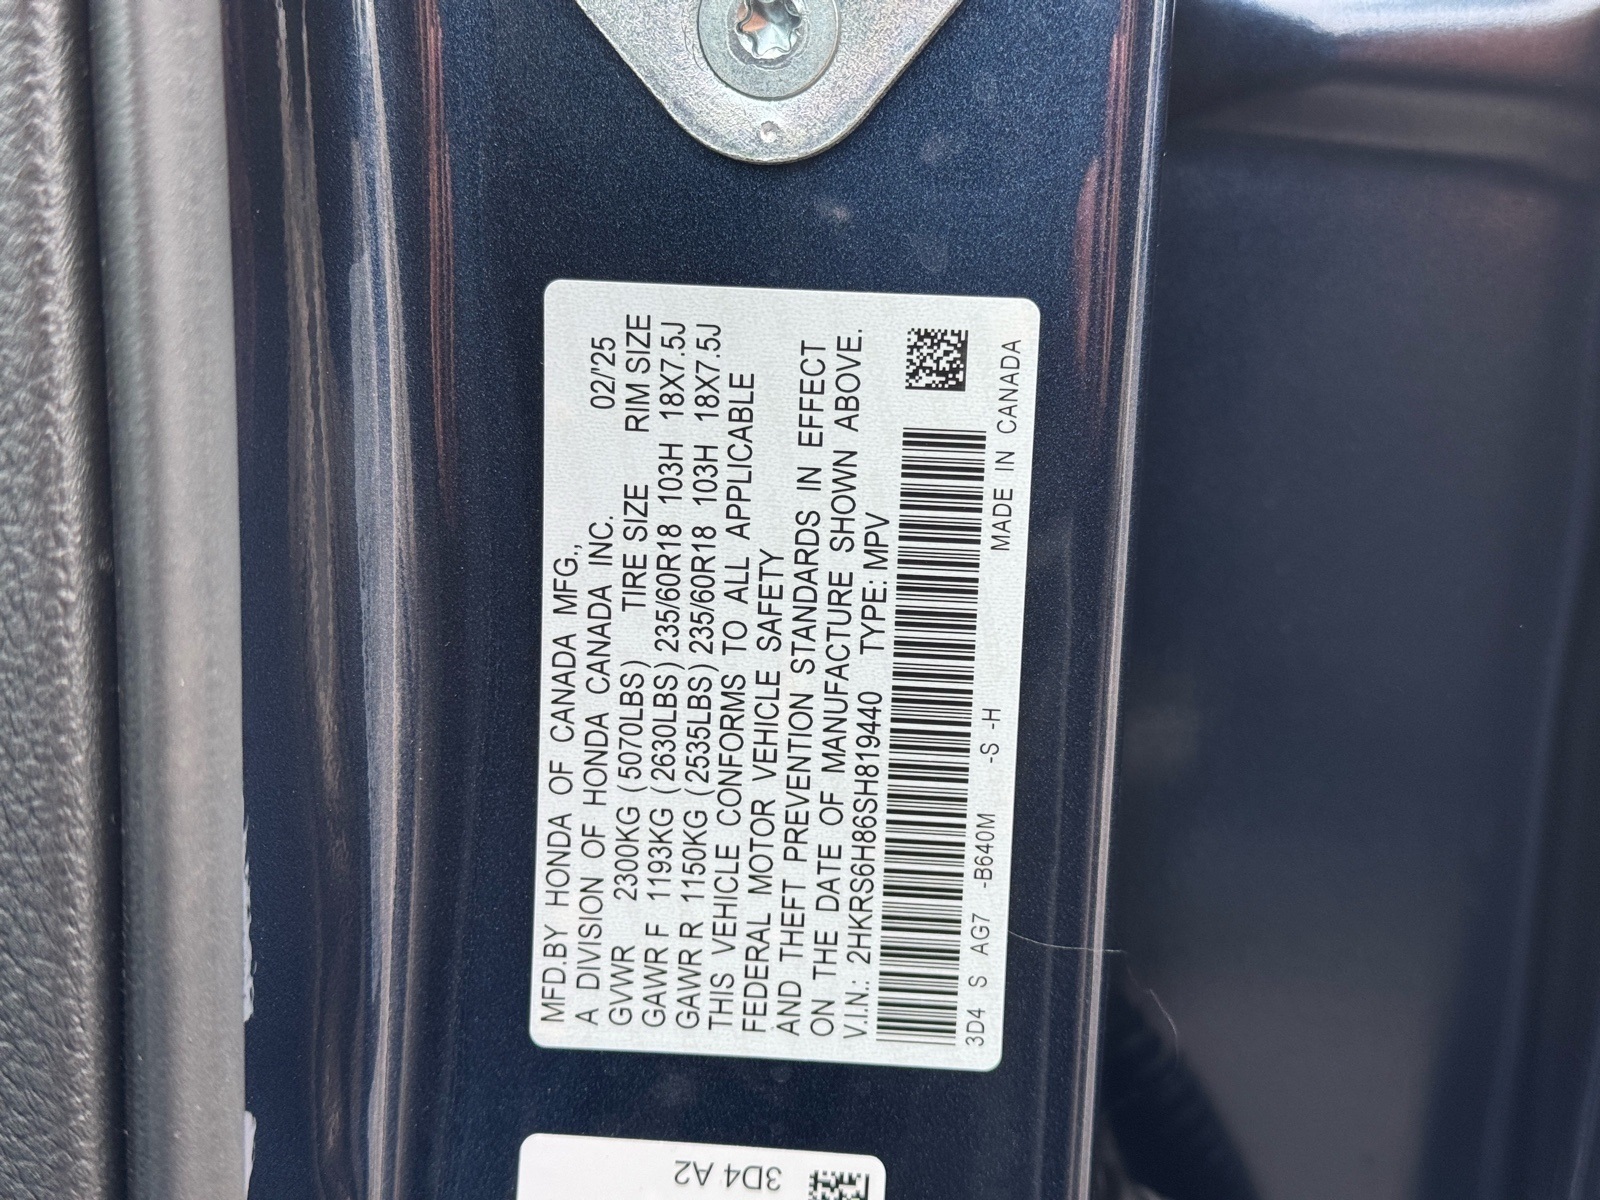 MFD.BY HONDA OF CANADA MFG.,
A DIVISION OF HONDA CANADA INC. 02/'25
GVWR 2300KG (5070LBS) TIRE SIZE RIM SIZE
GAWR F 1193KG (2630LBS) 235/60R18 103H 18X7.5J
GAWR R 1150KG (2535LBS) 235/60R18 103H 18X7.5J
THIS VEHICLE CONFORMS TO ALL APPLICABLE
FEDERAL MOTOR VEHICLE SAFETY
AND THEFT PREVENTION STANDARDS IN EFFECT
ON THE DATE OF MANUFACTURE SHOWN ABOVE.
V.I.N.: 2HKRS6H86SH819440 TYPE: MPV
3D4 S AG7 -B640M -S -H MADE IN CANADA
3D4 A2